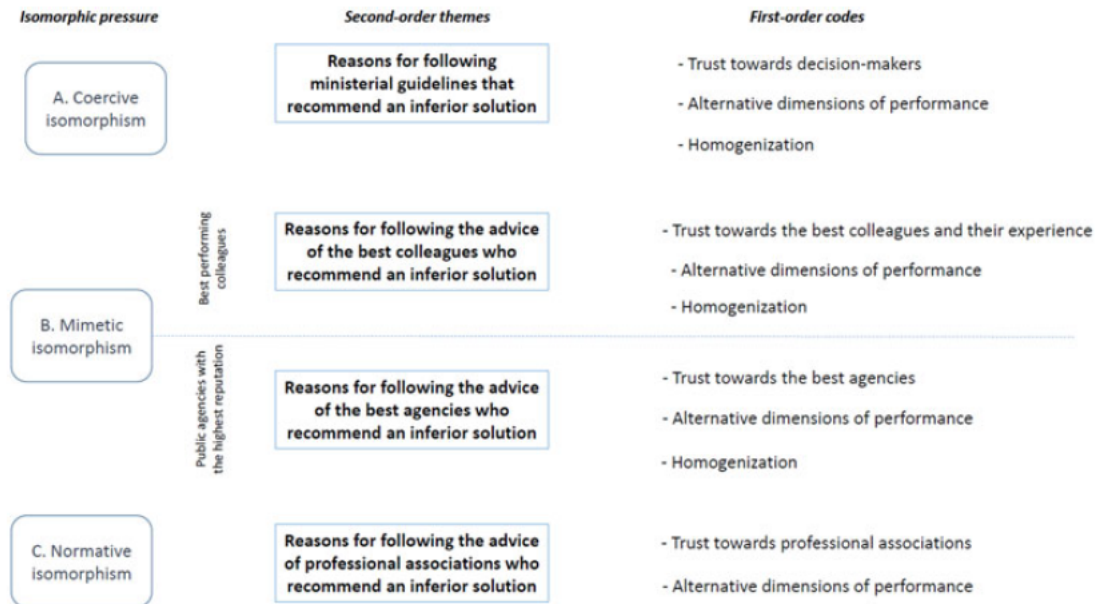 Isomorphic pressure
Second-order themes
First-order codes
A. Coercive
isomorphism
Reasons for following
ministerial guidelines that
recommend an inferior solution
- Trust towards decision-makers
- Alternative dimensions of performance
- Homogenization
B. Mimetic
isomorphism
Best performing
colleagues
Reasons for following the advice
of the best colleagues who
recommend an inferior solution
- Trust towards the best colleagues and their experience
- Alternative dimensions of performance
- Homogenization
Public agencies with
the highest reputation
Reasons for following the advice
of the best agencies who
recommend an inferior solution
- Trust towards the best agencies
- Alternative dimensions of performance
- Homogenization
C. Normative
isomorphism
Reasons for following the advice
of professional associations who
recommend an inferior solution
- Trust towards professional associations
- Alternative dimensions of performance